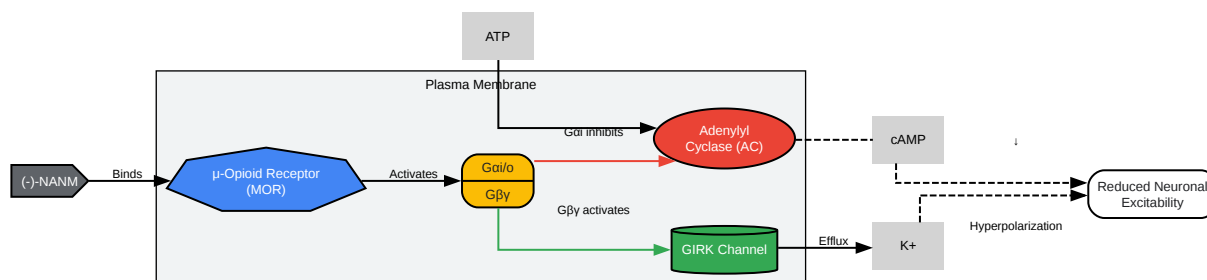 ATP
Plasma Membrane
Gαi inhibits
Adenylyl
Cyclase (AC)
cAMP
↓
(-)-NANM
Binds
μ-Opioid Receptor
(MOR)
Activates
Gαi/o
Gβγ
Gβγ activates
GIRK Channel
Efflux
K+
Hyperpolarization
Reduced Neuronal
Excitability